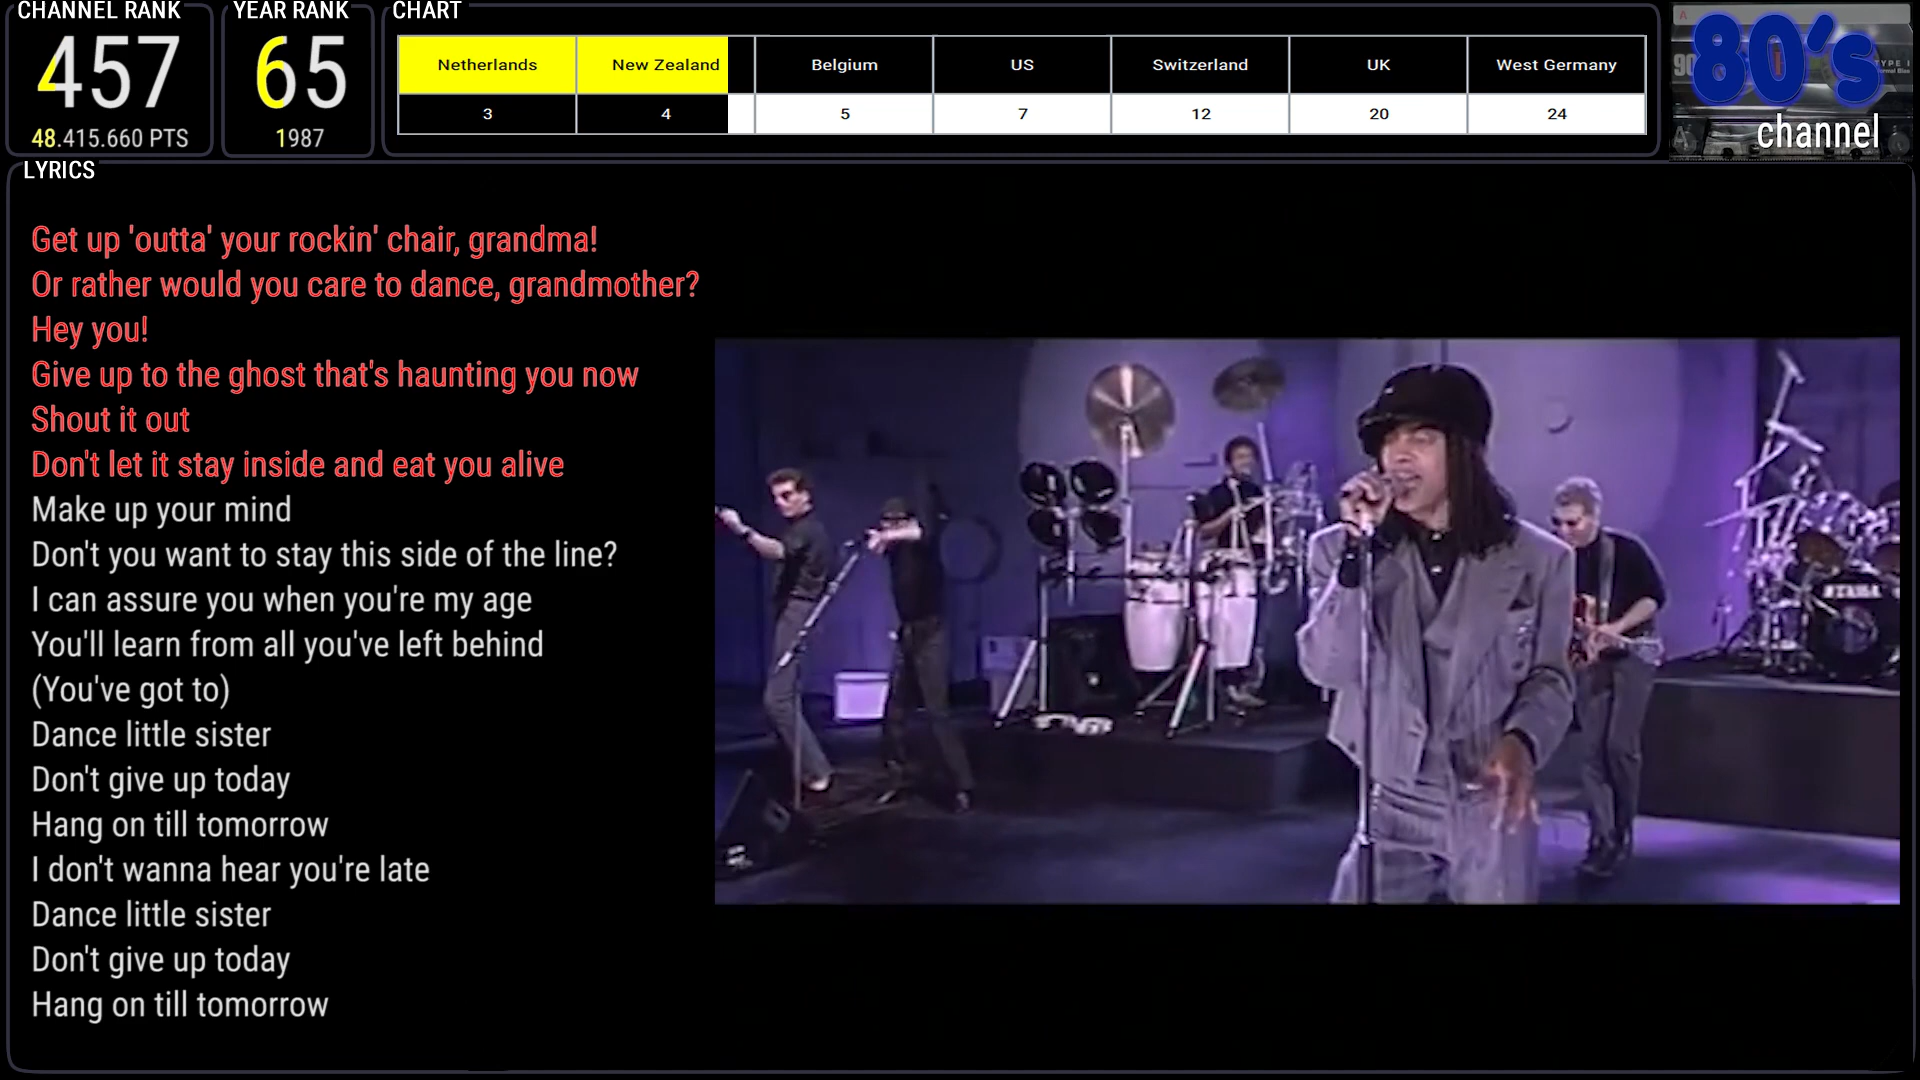 CHANNEL RANK
457
48.415.660 PTS
YEAR RANK
65
1987
CHART
Netherlands New Zealand Belgium US Switzerland UK West Germany
3 4 5 7 12 20 24
A
90
80's
TYPE I
channel
A
LYRICS
Get up 'outta' your rockin' chair, grandma!
Or rather would you care to dance, grandmother?
Hey you!
Give up to the ghost that's haunting you now
Shout it out
Don't let it stay inside and eat you alive
Make up your mind
Don't you want to stay this side of the line?
I can assure you when you're my age
You'll learn from all you've left behind
(You've got to)
Dance little sister
Don't give up today
Hang on till tomorrow
I don't wanna hear you're late
Dance little sister
Don't give up today
Hang on till tomorrow
TAMA